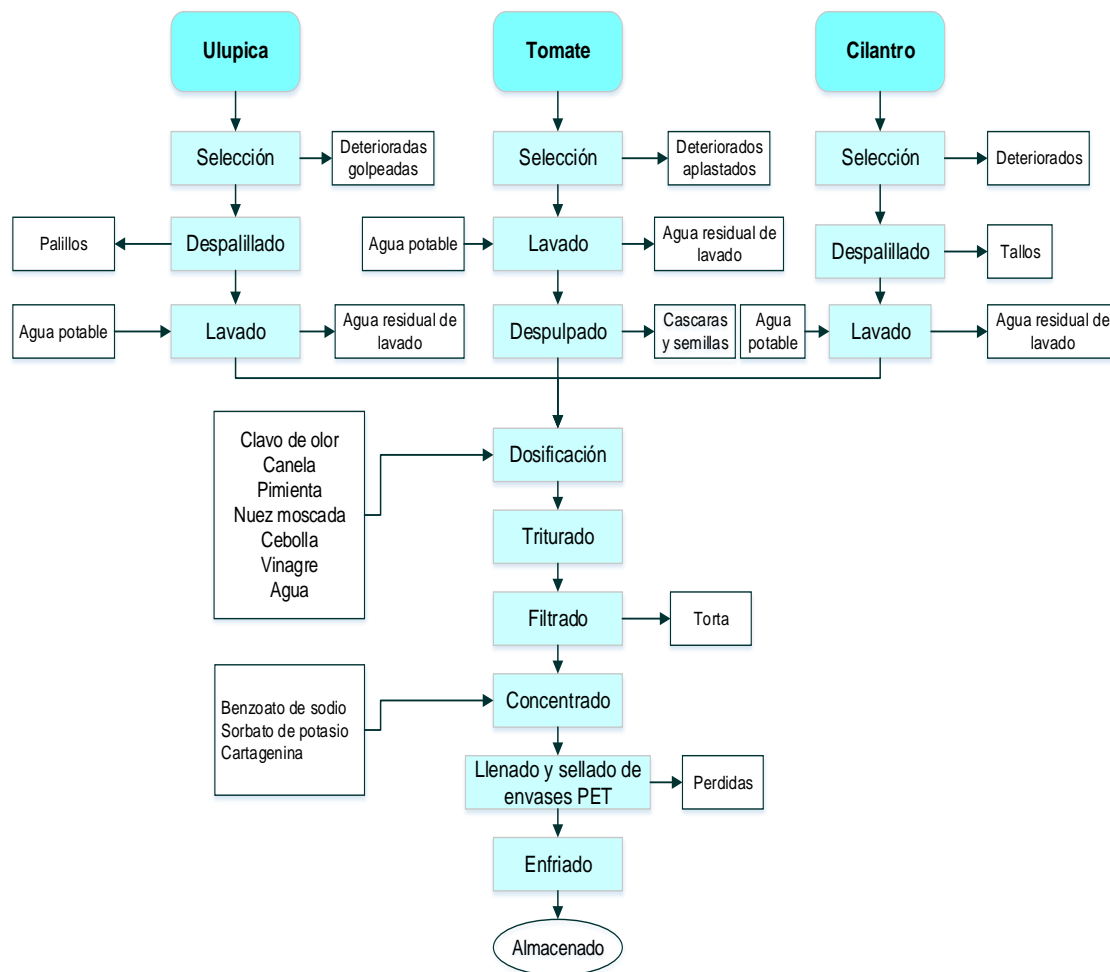 Ulupica
Tomate
Cilantro
Selección
Deterioradas
golpeadas
Selección
Deteriorados
aplastados
Selección
Deteriorados
Palillos
Despalillado
Agua potable
Lavado
Agua residual de
lavado
Despalillado
Tallos
Agua potable
Lavado
Agua residual de
lavado
Despulpado
Cascaras
y semillas
Agua
potable
Lavado
Agua residual de
lavado
Clavo de olor
Canela
Pimienta
Nuez moscada
Cebolla
Vinagre
Agua
Dosificación
Triturado
Filtrado
Torta
Benzoato de sodio
Sorbato de potasio
Cartagenina
Concentrado
Llenado y sellado de
envases PET
Perdidas
Enfriado
Almacenado